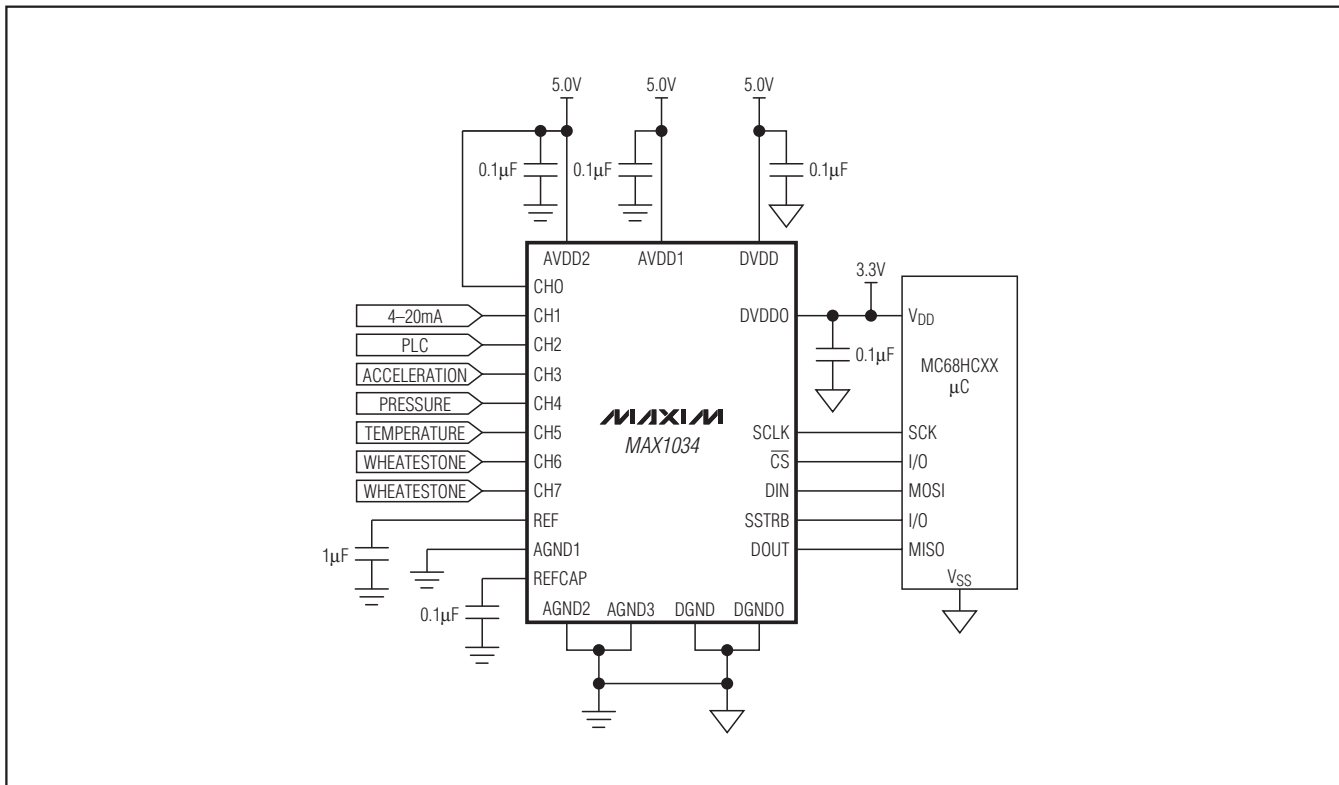 5.0V 5.0V 5.0V
0.1µF 0.1µF 0.1µF
AVDD2 AVDD1 DVDD
3.3V
CH0
4–20mA CH1 DVDDO VDD
PLC CH2
0.1µF
ACCELERATION CH3
MC68HCXX
µC
PRESSURE CH4
MAXIM
MAX1034
TEMPERATURE CH5 SCLK SCK
WHEATESTONE CH6 CS I/O
WHEATESTONE CH7 DIN MOSI
REF SSTRB I/O
1µF
AGND1 DOUT MISO
REFCAP
VSS
0.1µF
AGND2 AGND3 DGND DGNDO